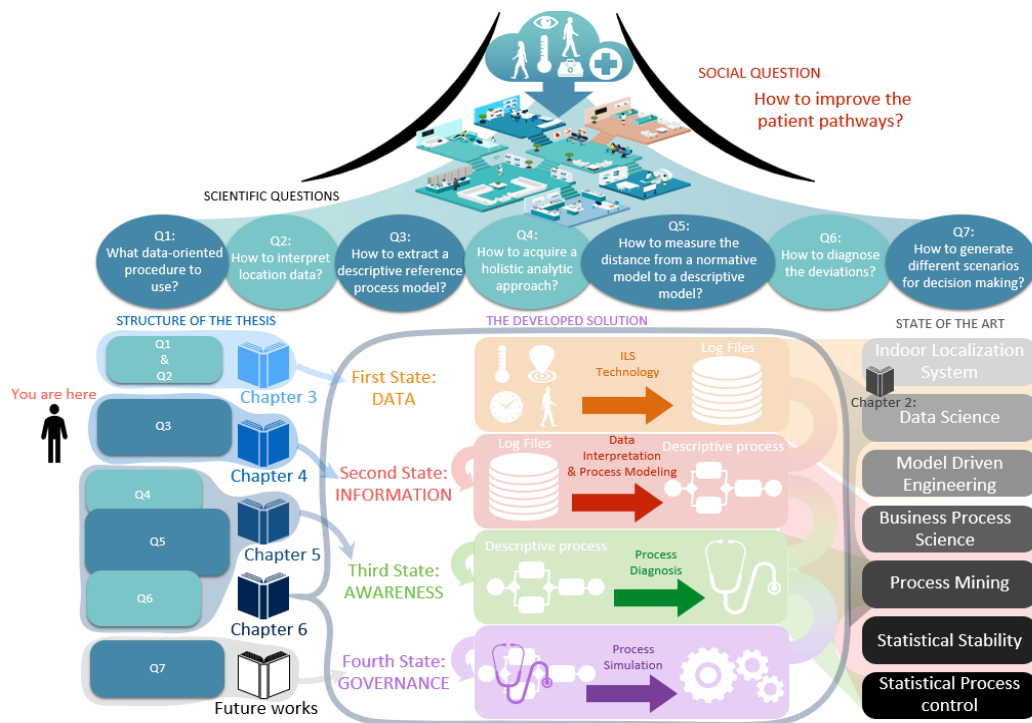 SOCIAL QUESTION
How to improve the
patient pathways?
SCIENTIFIC QUESTIONS
Q1:
What data-oriented
procedure to
use?
Q2:
How to interpret
location data?
Q3:
How to extract a
descriptive reference
process model?
Q4:
How to acquire a
holistic analytic
approach?
Q5:
How to measure the
distance from a normative
model to a descriptive
model?
Q6:
How to diagnose
the deviations?
Q7:
How to generate
different scenarios
for decision making?
STRUCTURE OF THE THESIS
THE DEVELOPED SOLUTION
STATE OF THE ART
You are here
Q1
&
Q2
Chapter 3
Q3
Chapter 4
Q4
Q5
Chapter 5
Q6
Chapter 6
Q7
Future works
First State:
DATA
ILS
Technology
Log Files
Second State:
INFORMATION
Log Files
Data
Interpretation
& Process Modeling
Descriptive process
Third State:
AWARENESS
Descriptive process
Process
Diagnosis
Fourth State:
GOVERNANCE
Process
Simulation
Chapter 2:
Indoor Localization
System
Data Science
Model Driven
Engineering
Business Process
Science
Process Mining
Statistical Stability
Statistical Process
control